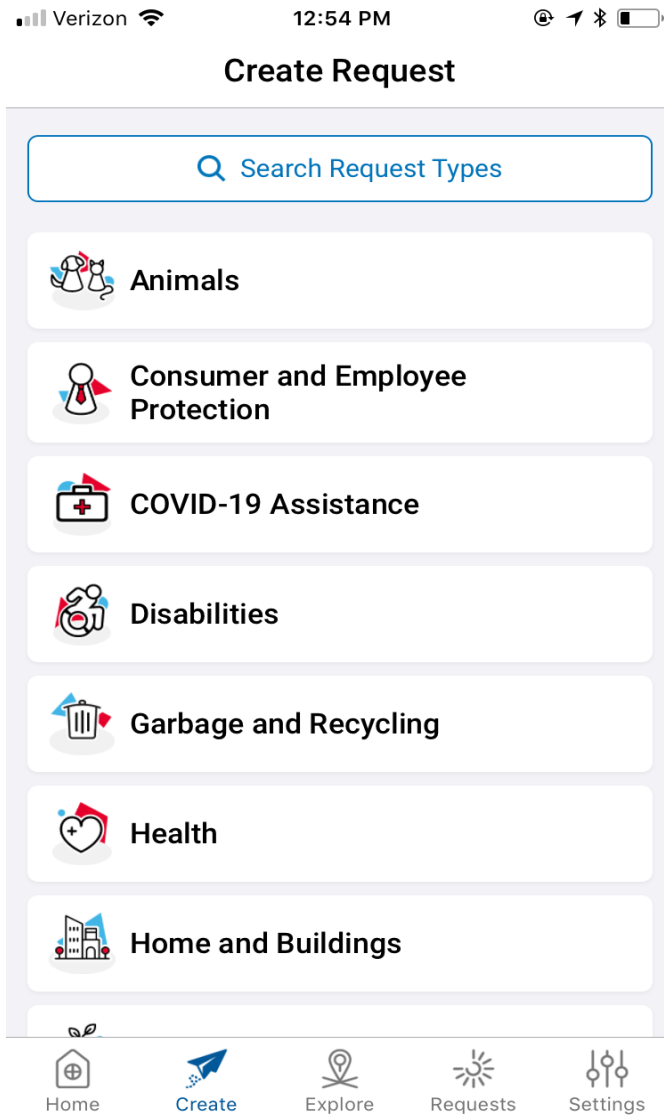 Verizon 12:54 PM
Create Request
Search Request Types
Animals
Consumer and Employee
Protection
COVID-19 Assistance
Disabilities
Garbage and Recycling
Health
Home and Buildings
Home Create Explore Requests Settings